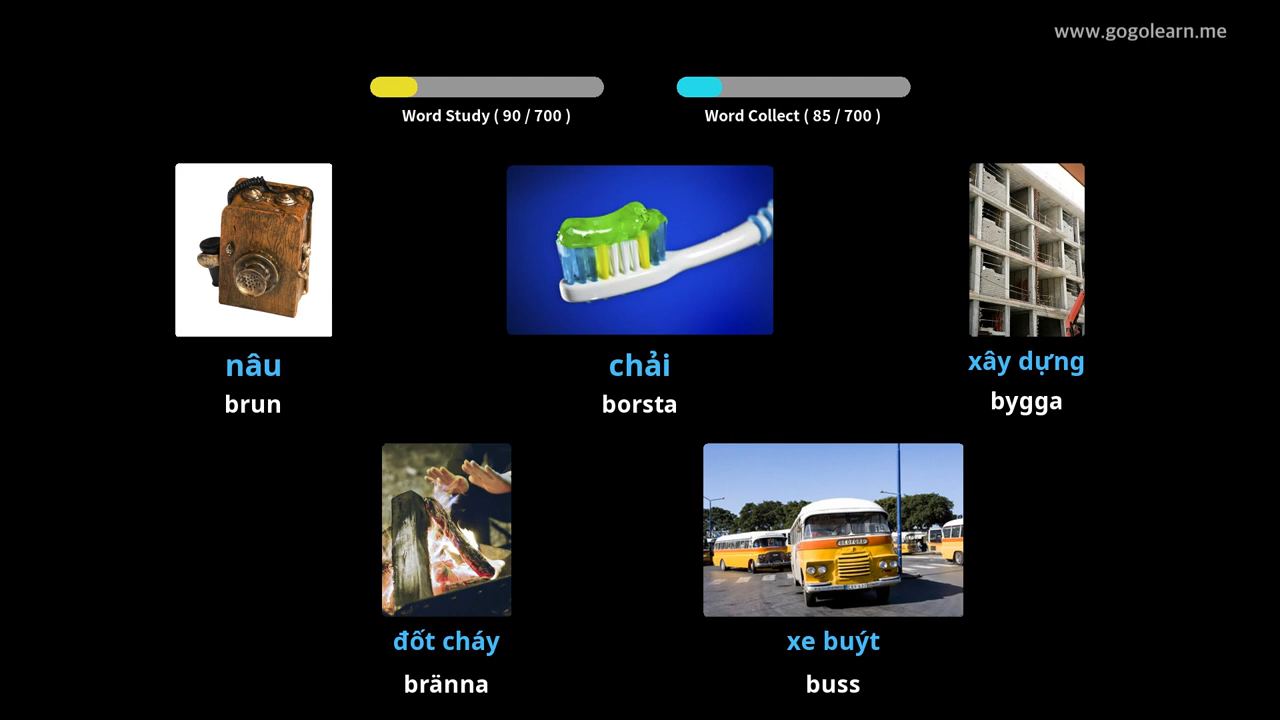 www.gogolearn.me
Word Study ( 90 / 700 )
Word Collect ( 85 / 700 )
nâu
chải
xây dựng
brun
borsta
bygga
BEDFORD
đốt cháy
xe buýt
bränna
buss